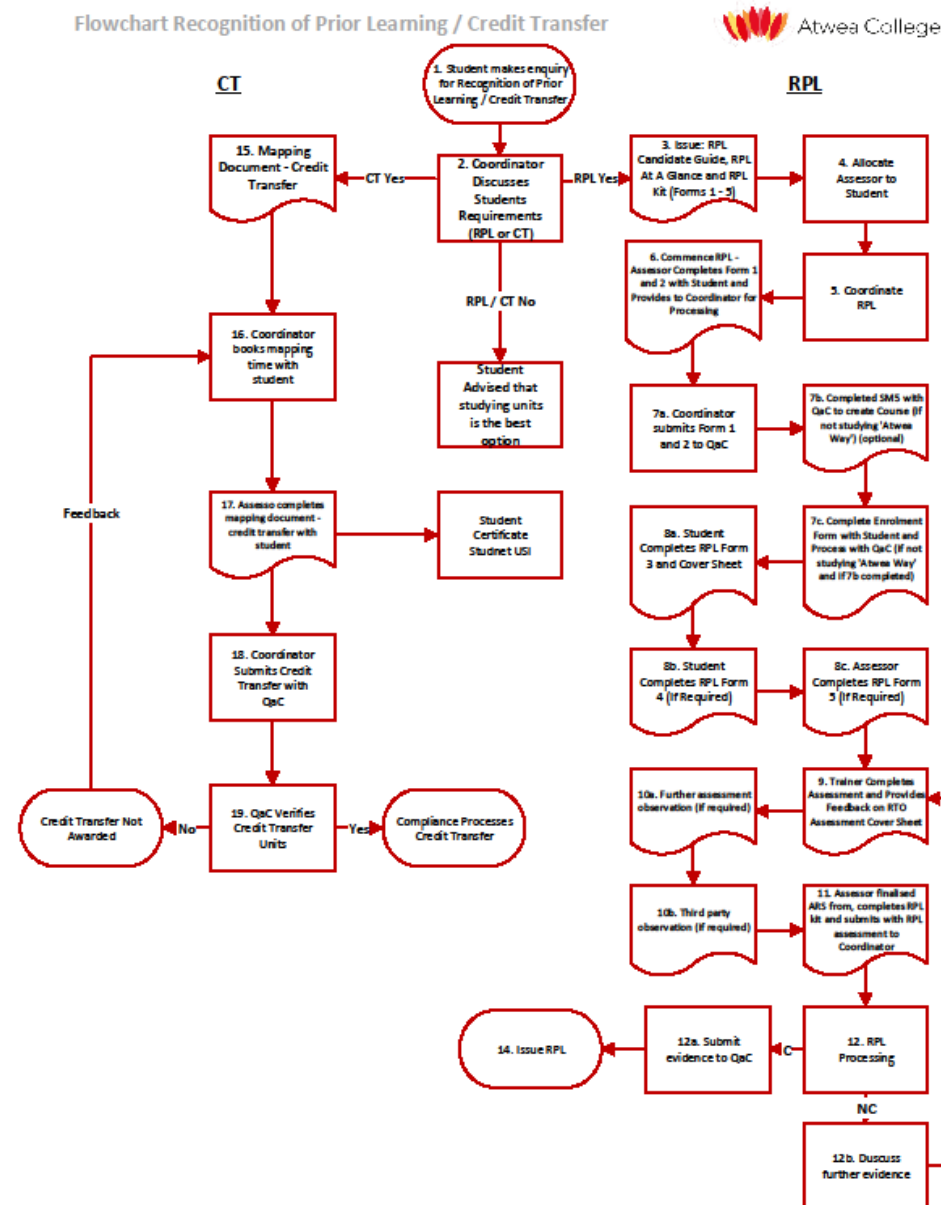 Flowchart Recognition of Prior Learning / Credit Transfer
Atwea College
CT
RPL
1. Student makes enquiry
for Recognition of Prior
Learning / Credit Transfer
2. Coordinator
Discusses
Students
Requirements
(RPL or CT)
CT Yes
RPL Yes
RPL / CT No
Student
Advised that
studying units
is the best
option
15. Mapping
Document - Credit
Transfer
16. Coordinator
books mapping
time with
student
Feedback
17. Assesso completes
mapping document -
credit transfer with
student
Student
Certificate
Studnet USI
18. Coordinator
Submits Credit
Transfer with
QaC
19. QaC Verifies
Credit Transfer
Units
No
Credit Transfer Not
Awarded
Yes
Compliance Processes
Credit Transfer
3. Issue: RPL
Candidate Guide, RPL
At A Glance and RPL
Kit (Forms 1 - 5)
4. Allocate
Assessor to
Student
5. Coordinate
RPL
6. Commence RPL -
Assessor Completes Form 1
and 2 with Student and
Provides to Coordinator for
Processing
7a. Coordinator
submits Form 1
and 2 to QaC
7b. Completed SMS with
QaC to create Course (If
not studying 'Atwea
Way') (optional)
7c. Complete Enrolment
Form with Student and
Process with QaC (If not
studying 'Atwea Way'
and if 7b completed)
8a. Student
Completes RPL Form
3 and Cover Sheet
8b. Student
Completes RPL Form
4 (If Required)
8c. Assessor
Completes RPL Form
5 (If Required)
9. Trainer Completes
Assessment and Provides
Feedback on RTO
Assessment Cover Sheet
10a. Further assessment
observation (If required)
10b. Third party
observation (If required)
11. Assessor finalised
ARS from, completes RPL
kit and submits with RPL
assessment to
Coordinator
12. RPL
Processing
C
12a. Submit
evidence to QaC
14. Issue RPL
NC
12b. Duscuss
further evidence